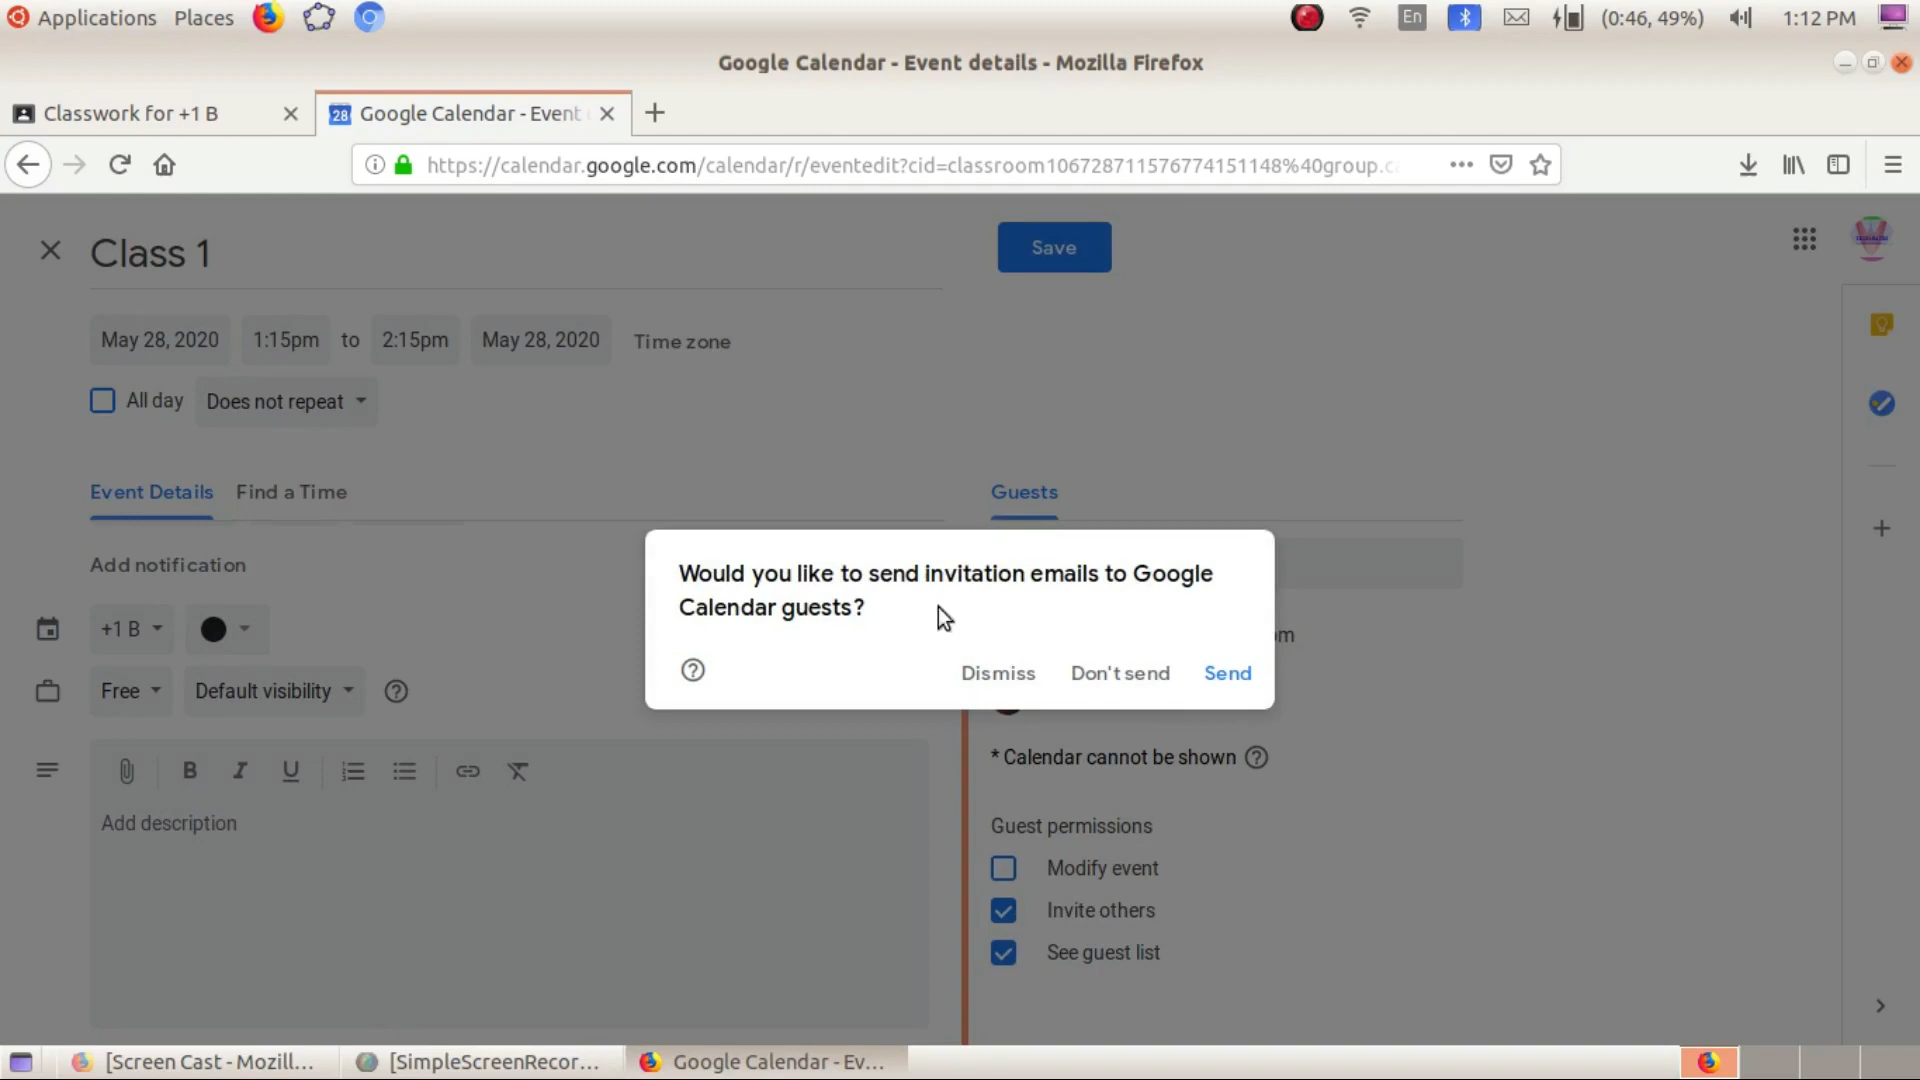 Applications Places
En
(0:46, 49%)
1:12 PM
Google Calendar - Event details - Mozilla Firefox
Classwork for +1 B
28
Google Calendar - Event
https://calendar.google.com/calendar/r/eventedit?cid=classroom106728711576774151148%40group.c
Class 1
Save
May 28, 2020
1:15pm
to
2:15pm
May 28, 2020
Time zone
All day
Does not repeat
Event Details
Find a Time
Guests
Add notification
Would you like to send invitation emails to Google
Calendar guests?
Dismiss
Don't send
Send
+1 B
Free
Default visibility
B I U
Add description
* Calendar cannot be shown
Guest permissions
Modify event
Invite others
See guest list
[Screen Cast - Mozill...
[SimpleScreenRecor...
Google Calendar - Ev...